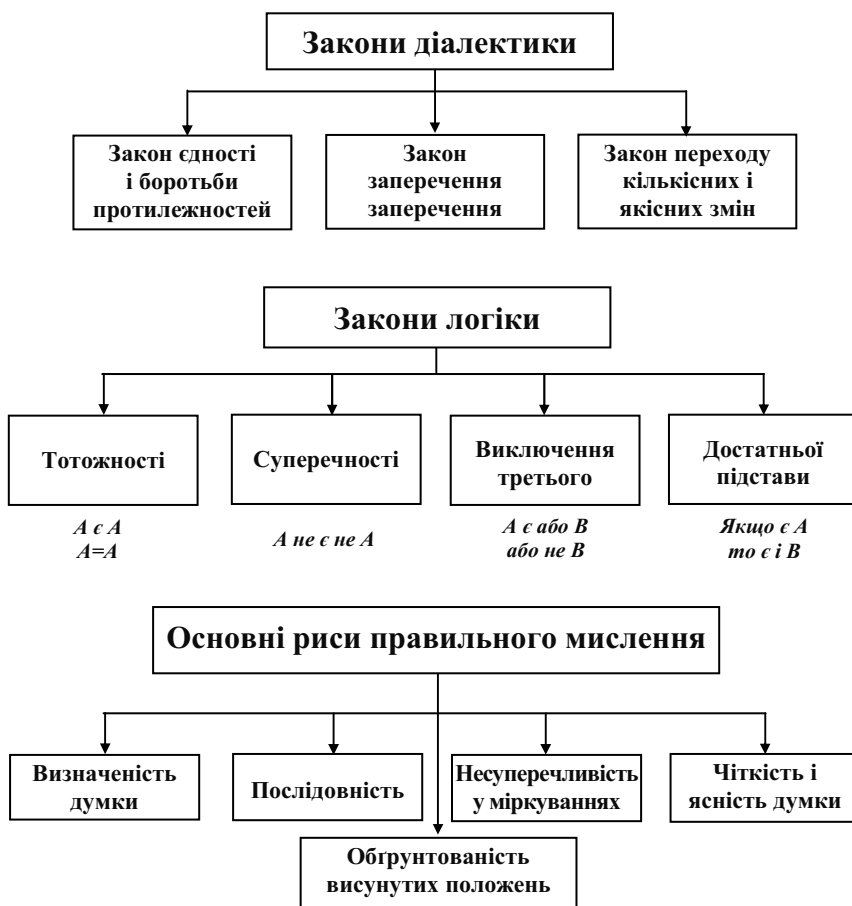 Закони діалектики
Закон єдності
і боротьби
протилежностей
Закон
заперечення
заперечення
Закон переходу
кількісних і
якісних змін
Закони логіки
Тотожності
Суперечності
Виключення
третього
Достатньої
підстави
А є А
А=А
А не є не А
А є або В
або не В
Якщо є А
то є і В
Основні риси правильного мислення
Визначеність
думки
Послідовність
Несуперечливість
у міркуваннях
Чіткість і
ясність думки
Обґрунтованість
висунутих положень